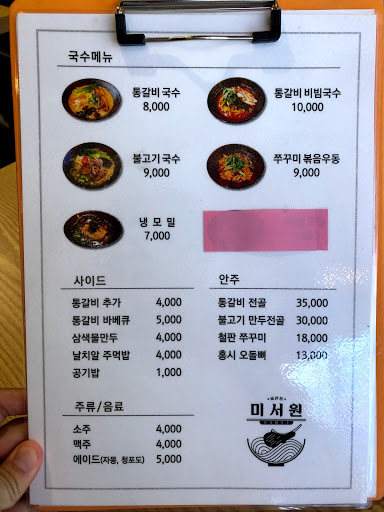 국수메뉴
통갈비 국수 통갈비 비빔국수
8,000 10,000
불고기 국수 쭈꾸미 볶음우동
9,000 9,000
냉 모 밀
7,000
사이드
통갈비 추가 4,000
통갈비 바베큐 5,000
삼색물만두 4,000
날치알 주먹밥 4,000
공기밥 1,000
안주
통갈비 전골 35,000
불고기 만두전골 30,000
철판 쭈꾸미 18,000
홍시 오돌뼈 13,000
주류/음료
소주 4,000
맥주 4,000
에이드(자몽, 청포도) 5,000
미서원